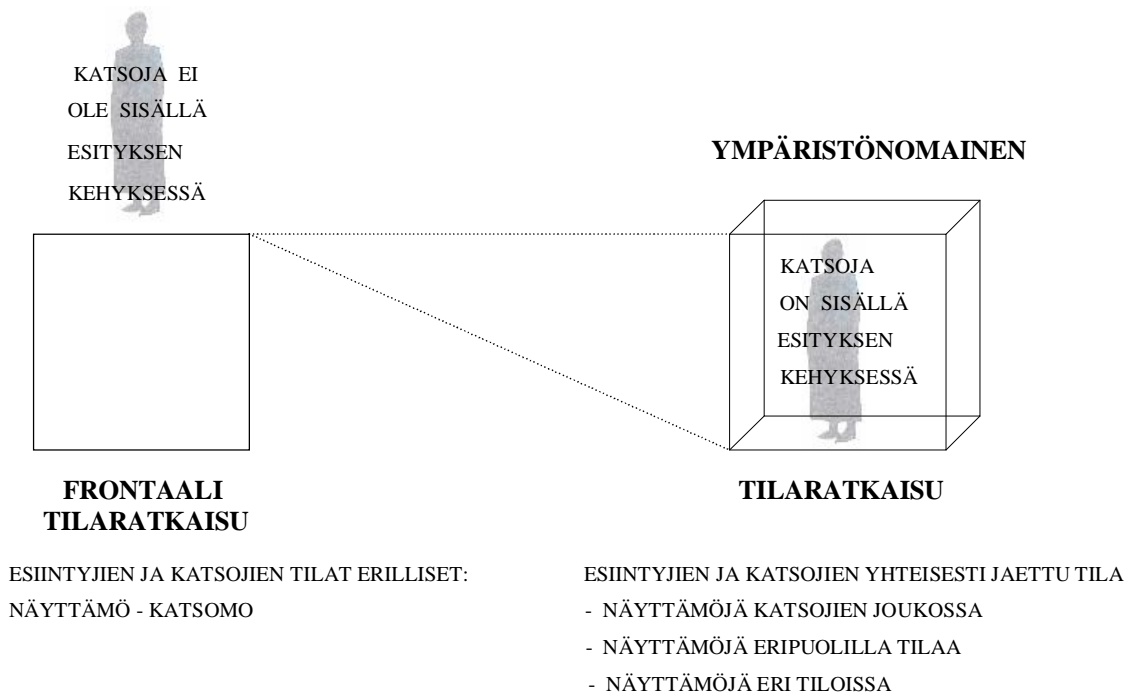 KATSOJA EI
OLE SISÄLLÄ
ESITYKSEN
KEHYKSESSÄ
FRONTAALI
TILARATKAISU
ESIINTYJIEN JA KATSOJIEN TILAT ERILLISET:
NÄYTTÄMÖ - KATSOMO
YMPÄRISTÖNOMAINEN
KATSOJA
ON SISÄLLÄ
ESITYKSEN
KEHYKSESSÄ
TILARATKAISU
ESIINTYJIEN JA KATSOJIEN YHTEISESTI JAETTU TILA
- NÄYTTÄMÖJÄ KATSOJIEN JOUKOSSA
- NÄYTTÄMÖJÄ ERIPUOLILLA TILAA
- NÄYTTÄMÖJÄ ERI TILOISSA